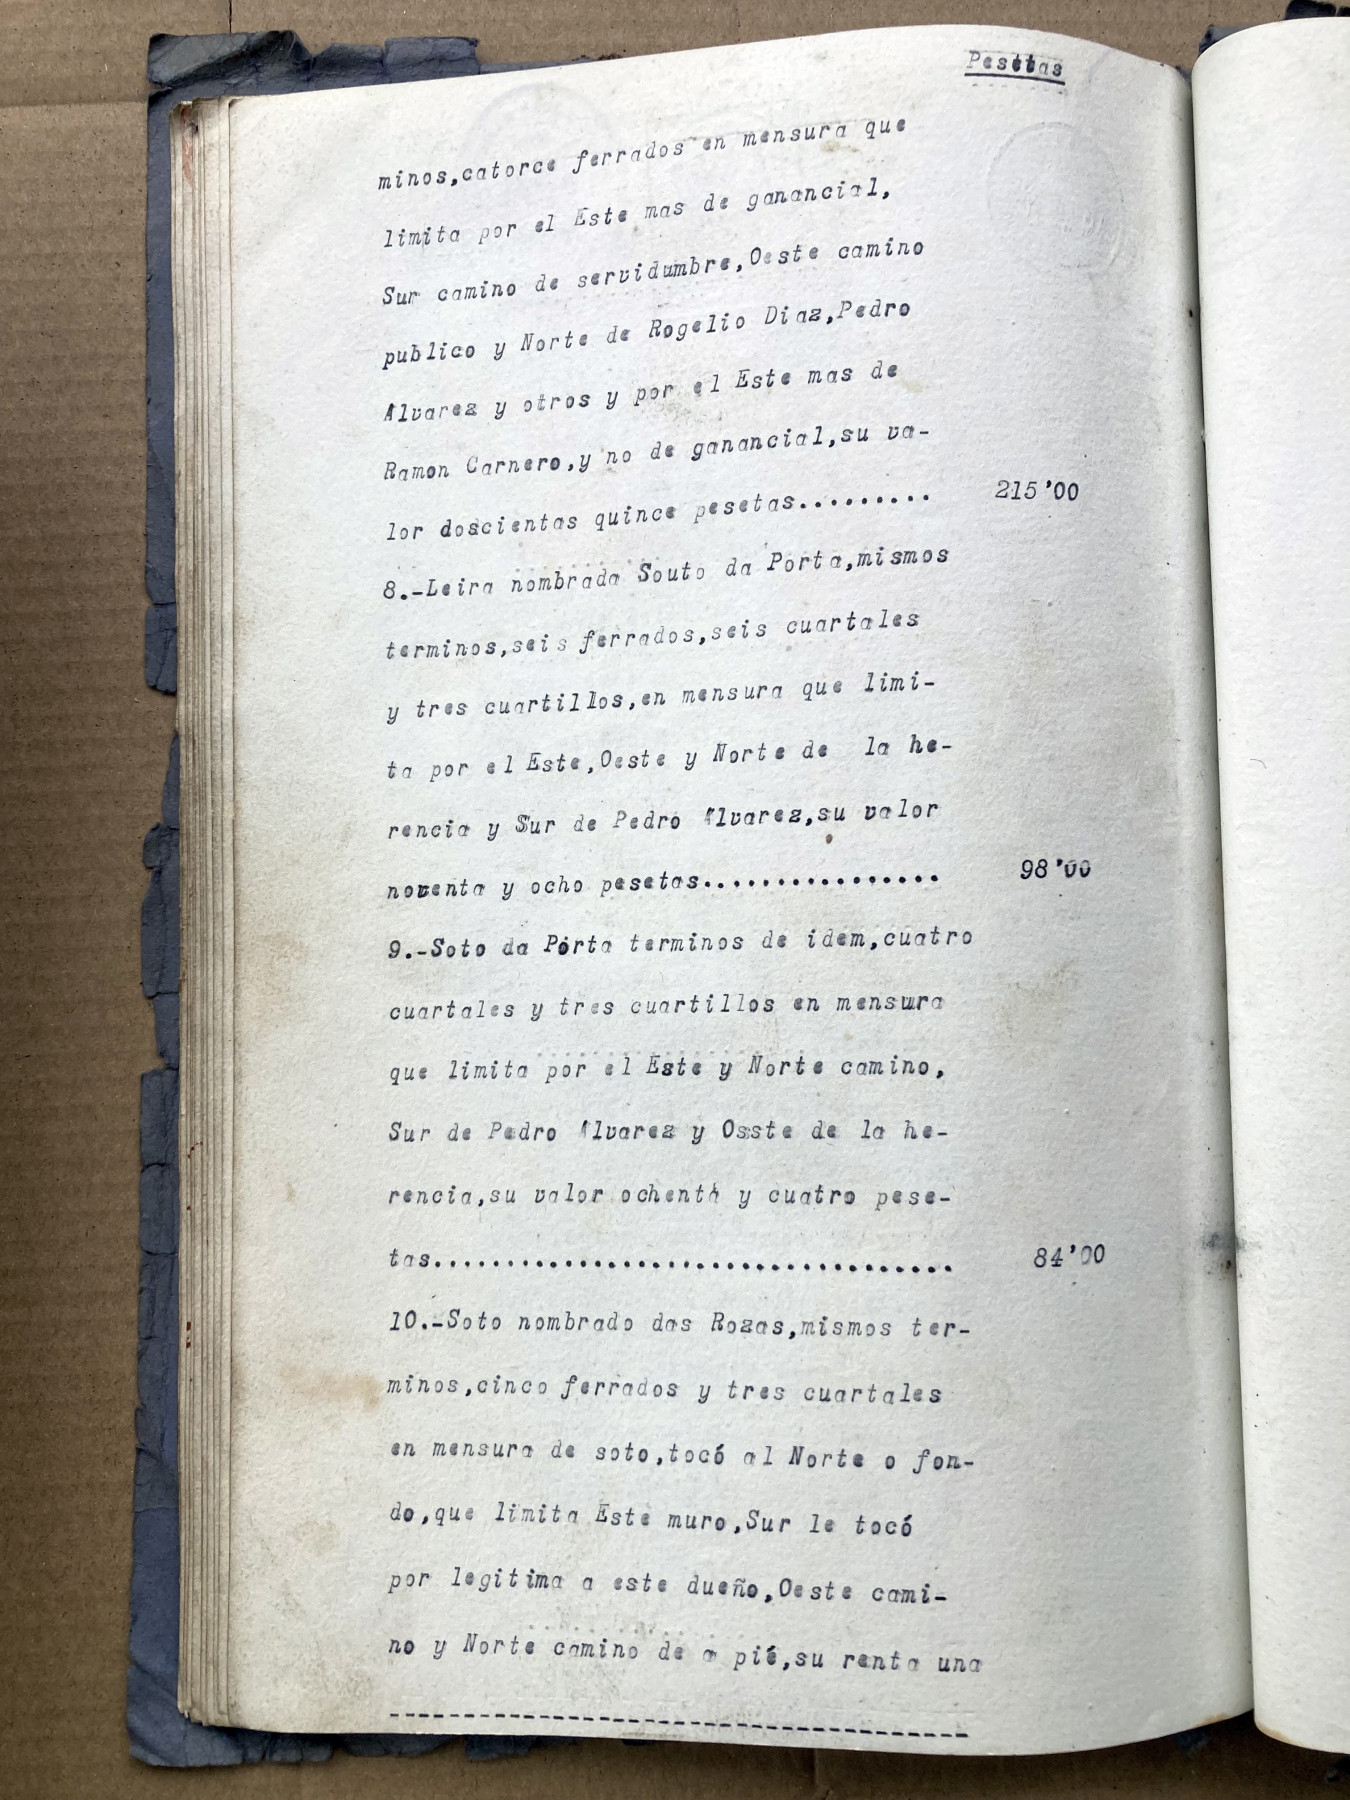 Pesetas
minos,catorce ferrados en mensura que
limita por el Este mas de ganancial,
Sur camino de servidumbre,Oeste camino
publico y Norte de Rogelio Diaz,Pedro
Alvarez y otros y por el Este mas de
Ramon Carnero,y no de ganancial,su va-
lor doscientas quince pesetas......... 215'00
8.-Leira nombrada Souto da Porta,mismos
terminos,seis ferrados,seis cuartales
y tres cuartillos,en mensura que limi-
ta por el Este,Oeste y Norte de la he-
rencia y Sur de Pedro Alvarez,su valor
noventa y ocho pesetas................ 98'00
9.-Soto da Porta terminos de idem,cuatro
cuartales y tres cuartillos en mensura
que limita por el Este y Norte camino,
Sur de Pedro Alvarez y Osste de la he-
rencia,su valor ochenta y cuatro pese-
tas.................................... 84'00
10.-Soto nombrado das Rozas,mismos ter-
minos,cinco ferrados y tres cuartales
en mensura de soto,tocó al Norte o fon-
do,que limita Este muro,Sur le tocó
por legitima a este dueño,Oeste cami-
no y Norte camino de a pié,su renta una